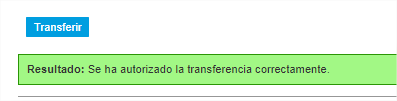 Transferir
Resultado: Se ha autorizado la transferencia correctamente.